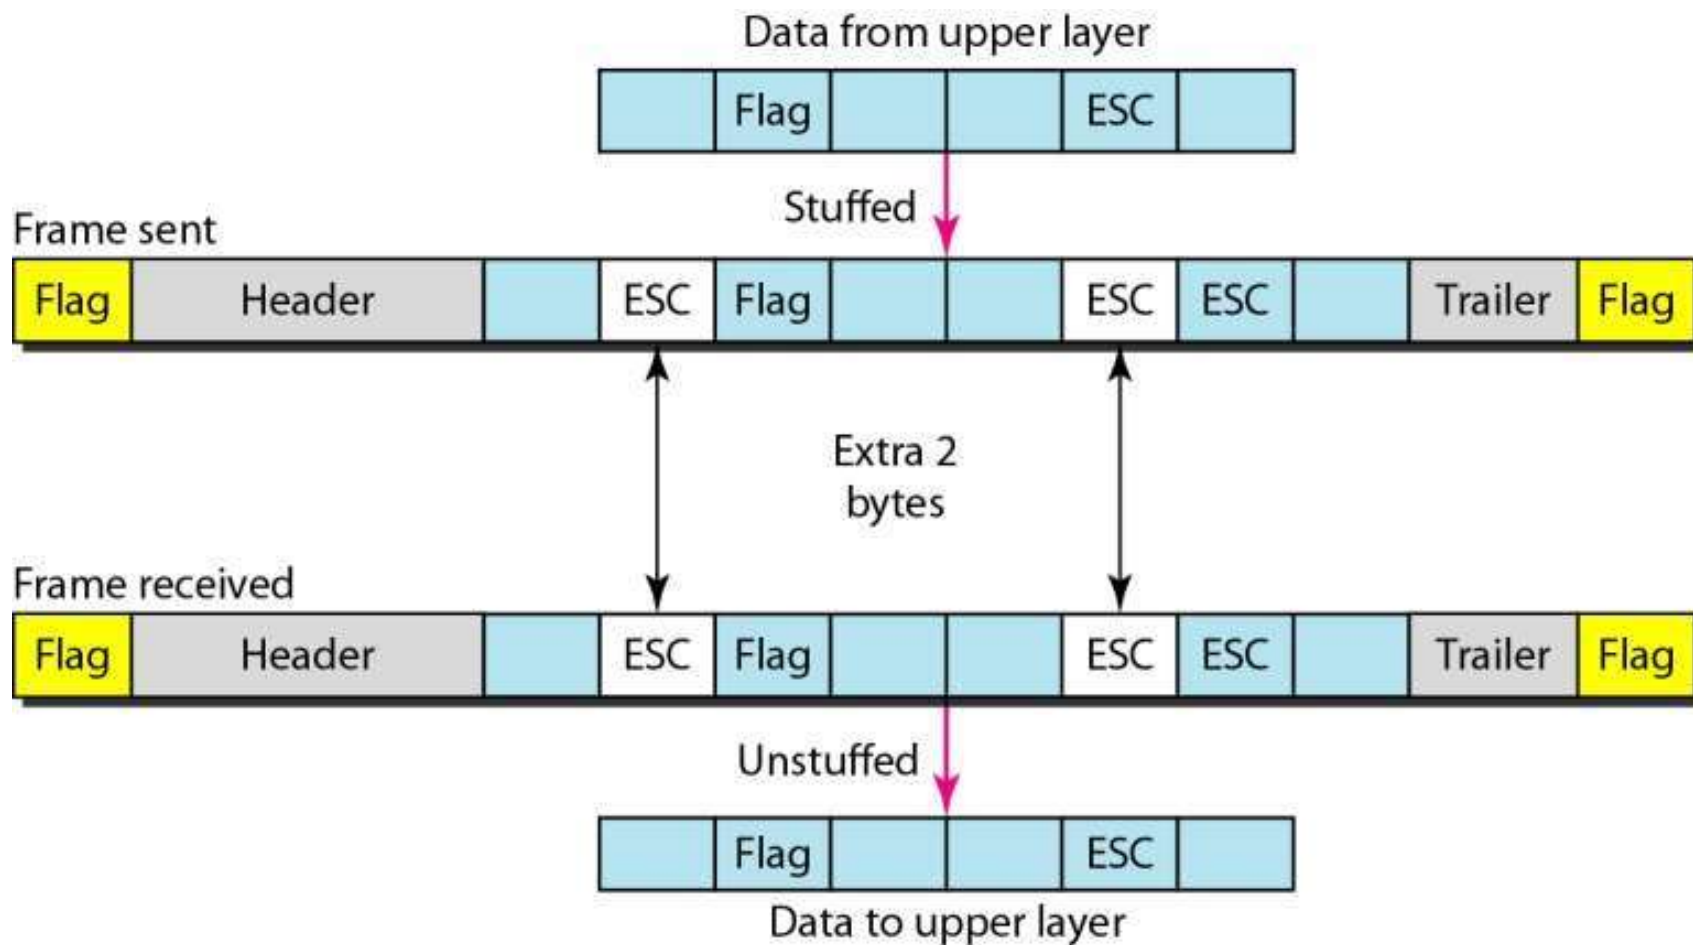 Data from upper layer
Flag ESC
Stuffed
Frame sent
Flag Header ESC Flag ESC ESC Trailer Flag
Extra 2
bytes
Frame received
Flag Header ESC Flag ESC ESC Trailer Flag
Unstuffed
Flag ESC
Data to upper layer